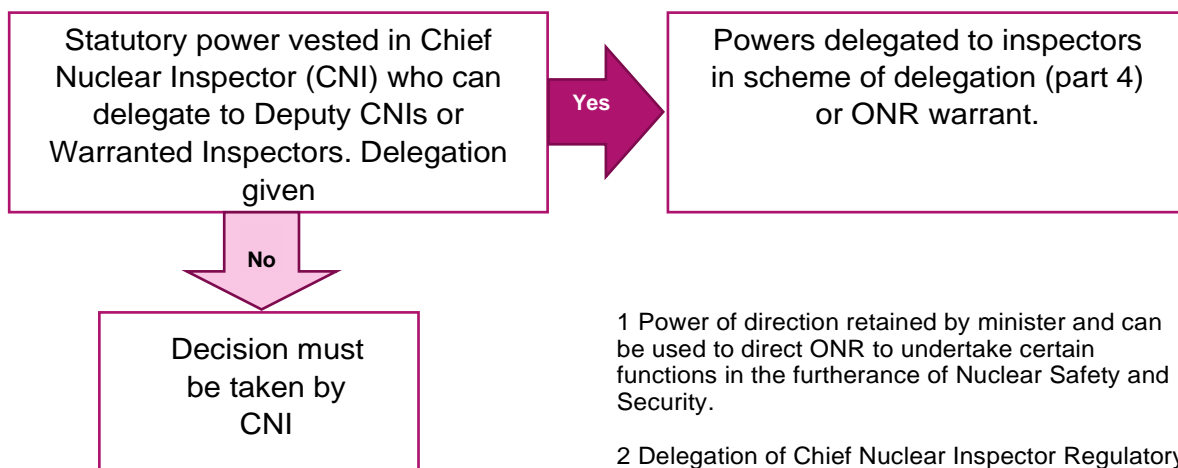 Statutory power vested in Chief
Nuclear Inspector (CNI) who can
delegate to Deputy CNIs or
Warranted Inspectors. Delegation
given
Yes
Powers delegated to inspectors
in scheme of delegation (part 4)
or ONR warrant.
No
Decision must
be taken by
CNI
1 Power of direction retained by minister and can
be used to direct ONR to undertake certain
functions in the furtherance of Nuclear Safety and
Security.
2 Delegation of Chief Nuclear Inspector Regulatory